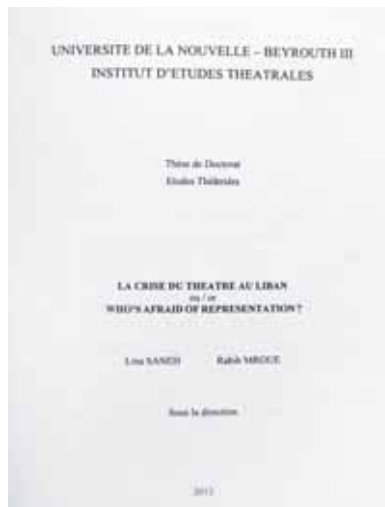 UNIVERSITE DE LA NOUVELLE – BEYROUTH III
INSTITUT D'ETUDES THEATRALES
Thèse de Doctorat
Etudes Théâtrales
LA CRISE DU THEATRE AU LIBAN
ou / or
WHO'S AFRAID OF REPRESENTATION?
Lina SANEH Rabih MROUE
Sous la direction
2012